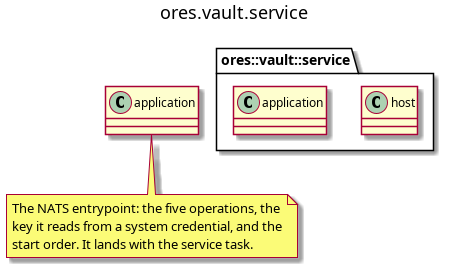 ores.vault.service
ores::vault::service
C application
C application
C host
The NATS entrypoint: the five operations, the
key it reads from a system credential, and the
start order. It lands with the service task.